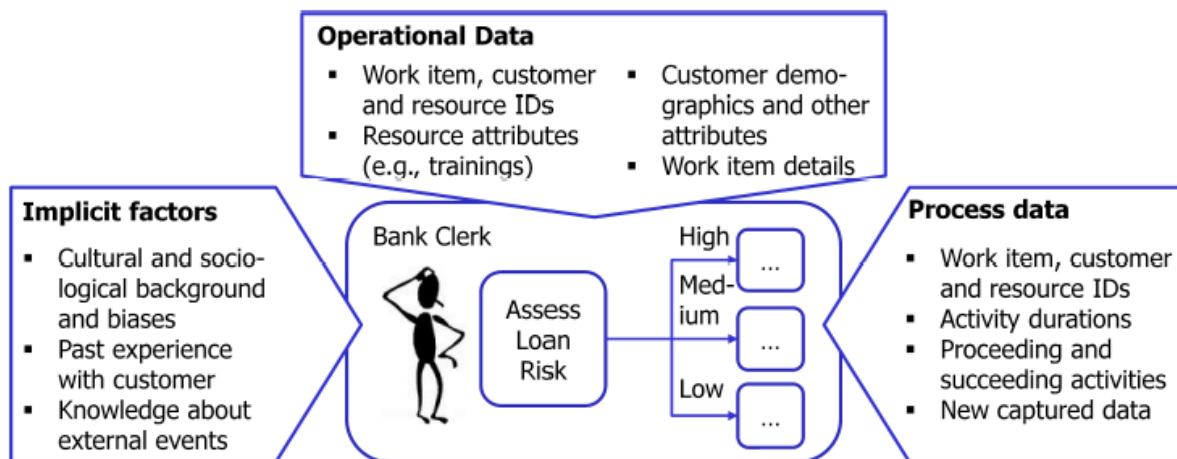 Operational Data
▪ Work item, customer
and resource IDs
▪ Resource attributes
(e.g., trainings)
▪ Customer demo-
graphics and other
attributes
▪ Work item details
Implicit factors
▪ Cultural and socio-
logical background
and biases
▪ Past experience
with customer
▪ Knowledge about
external events
Bank Clerk
Assess
Loan
Risk
High
...
Med-
ium
...
Low
...
Process data
▪ Work item, customer
and resource IDs
▪ Activity durations
▪ Proceeding and
succeeding activities
▪ New captured data